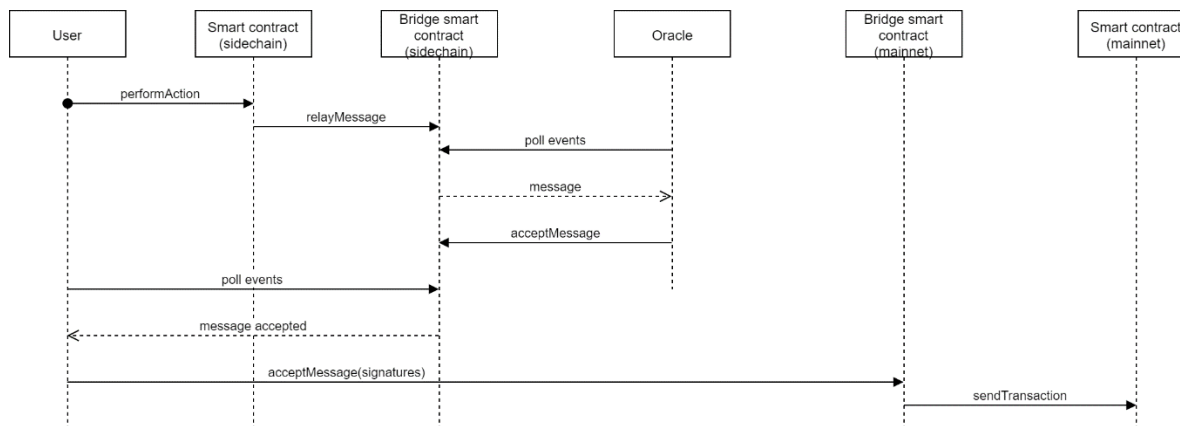 User
Smart contract
(sidechain)
Bridge smart
contract
(sidechain)
Oracle
Bridge smart
contract
(mainnet)
Smart contract
(mainnet)
performAction
relayMessage
poll events
message
acceptMessage
poll events
message accepted
acceptMessage(signatures)
sendTransaction